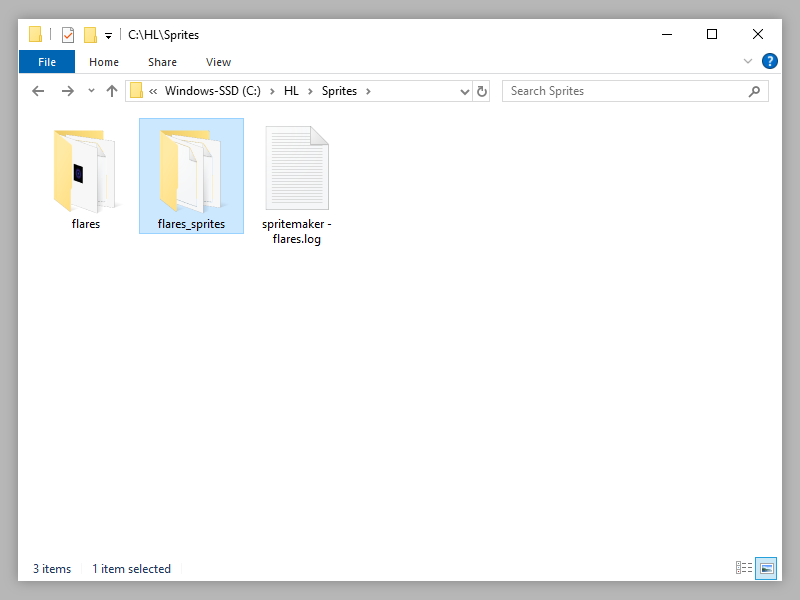 C:\HL\Sprites
File Home Share View ?
« Windows-SSD (C:) > HL > Sprites > Search Sprites
flares flares_sprites spritemaker -
flares.log
3 items 1 item selected